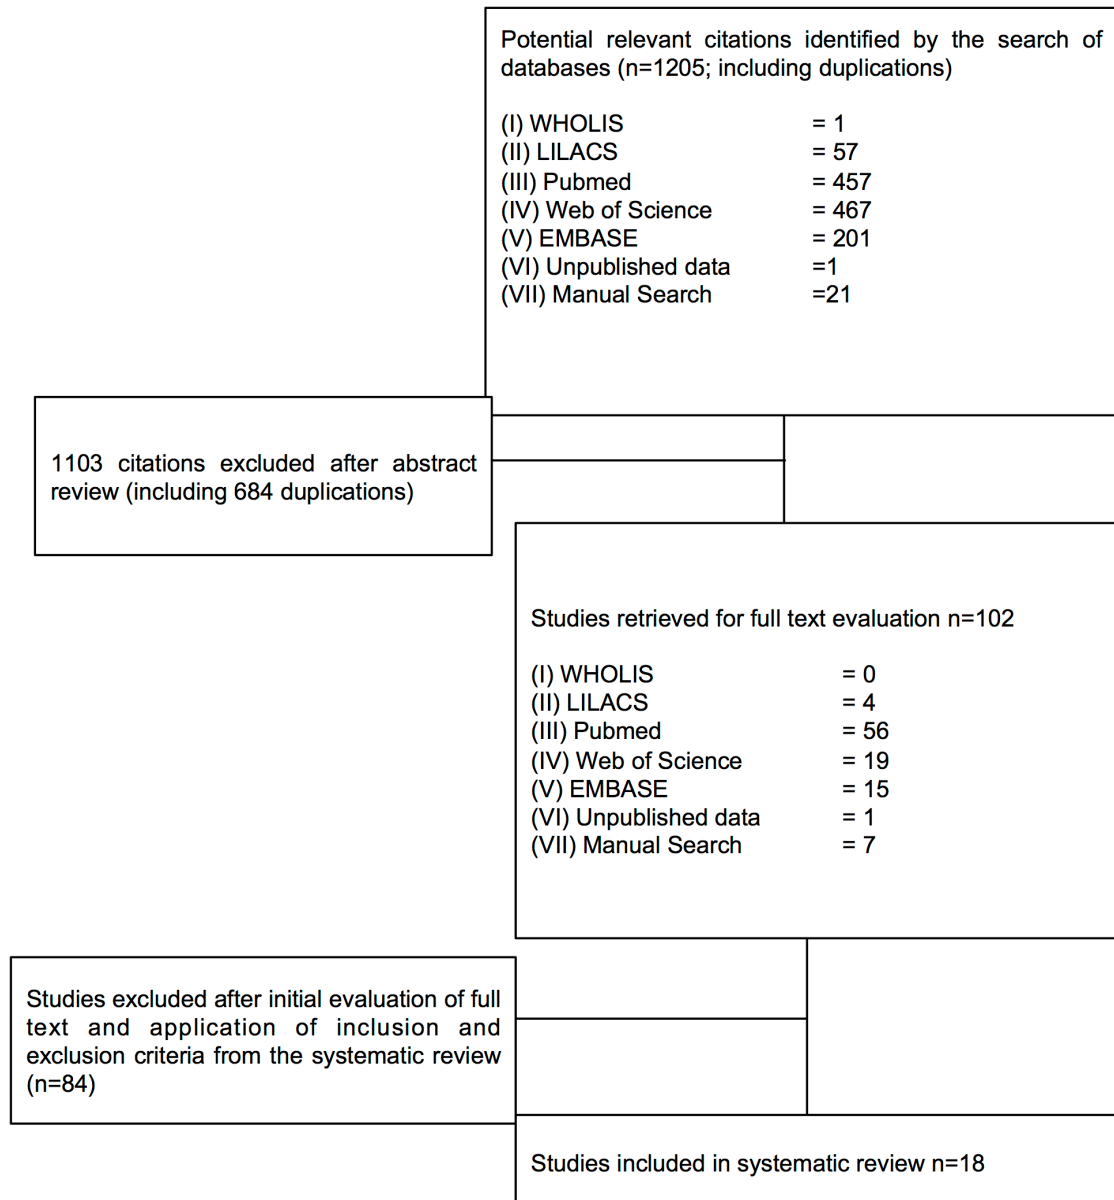 Potential relevant citations identified by the search of
databases (n=1205; including duplications)
(I) WHOLIS = 1
(II) LILACS = 57
(III) Pubmed = 457
(IV) Web of Science = 467
(V) EMBASE = 201
(VI) Unpublished data =1
(VII) Manual Search =21
1103 citations excluded after abstract
review (including 684 duplications)
Studies retrieved for full text evaluation n=102
(I) WHOLIS = 0
(II) LILACS = 4
(III) Pubmed = 56
(IV) Web of Science = 19
(V) EMBASE = 15
(VI) Unpublished data = 1
(VII) Manual Search = 7
Studies excluded after initial evaluation of full
text and application of inclusion and
exclusion criteria from the systematic review
(n=84)
Studies included in systematic review n=18